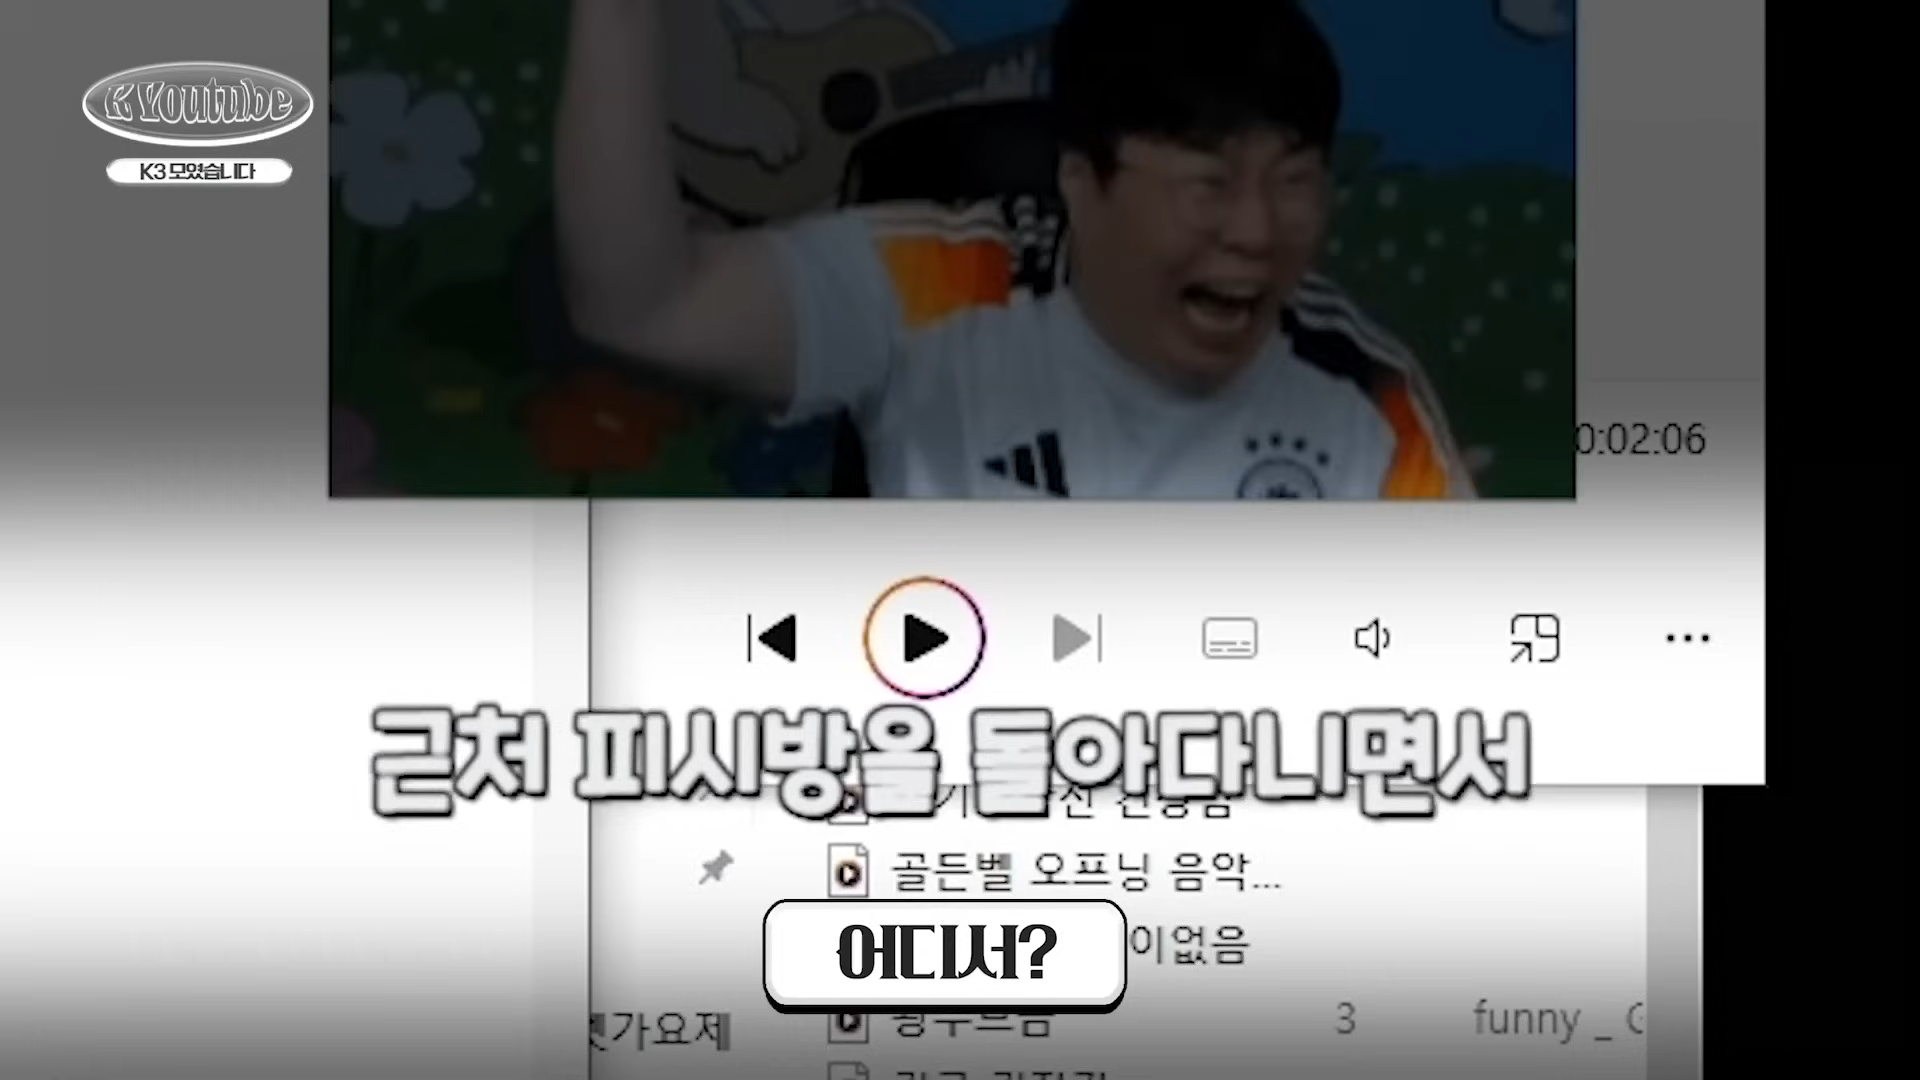 K Youtube
K3 모였습니다
0:02:06
근처 피시방을 돌아다니면서
골든벨 오프닝 음악...
어디서?
이없음
가요제
3
funny _